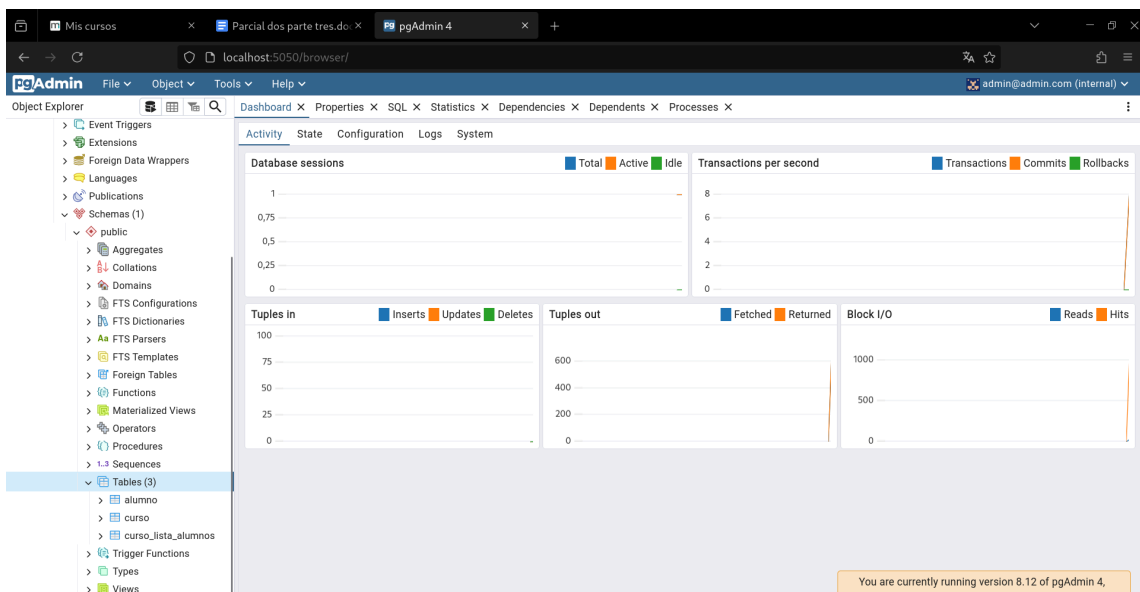 Mis cursos
Parcial dos parte tres.doc
pgAdmin 4
localhost:5050/browser/
pgAdmin File Object Tools Help admin@admin.com (internal)
Object Explorer
Dashboard Properties SQL Statistics Dependencies Dependents Processes
Event Triggers
Extensions
Foreign Data Wrappers
Languages
Publications
Schemas (1)
public
Aggregates
Collations
Domains
FTS Configurations
FTS Dictionaries
FTS Parsers
FTS Templates
Foreign Tables
Functions
Materialized Views
Operators
Procedures
1..3 Sequences
Tables (3)
alumno
curso
curso_lista_alumnos
Trigger Functions
Types
Views
Activity State Configuration Logs System
Database sessions Total Active Idle
1
0,75
0,5
0,25
0
Transactions per second Transactions Commits Rollbacks
8
6
4
2
0
Tuples in Inserts Updates Deletes
100
75
50
25
0
Tuples out Fetched Returned
600
400
200
0
Block I/O Reads Hits
1000
500
0
You are currently running version 8.12 of pgAdmin 4,